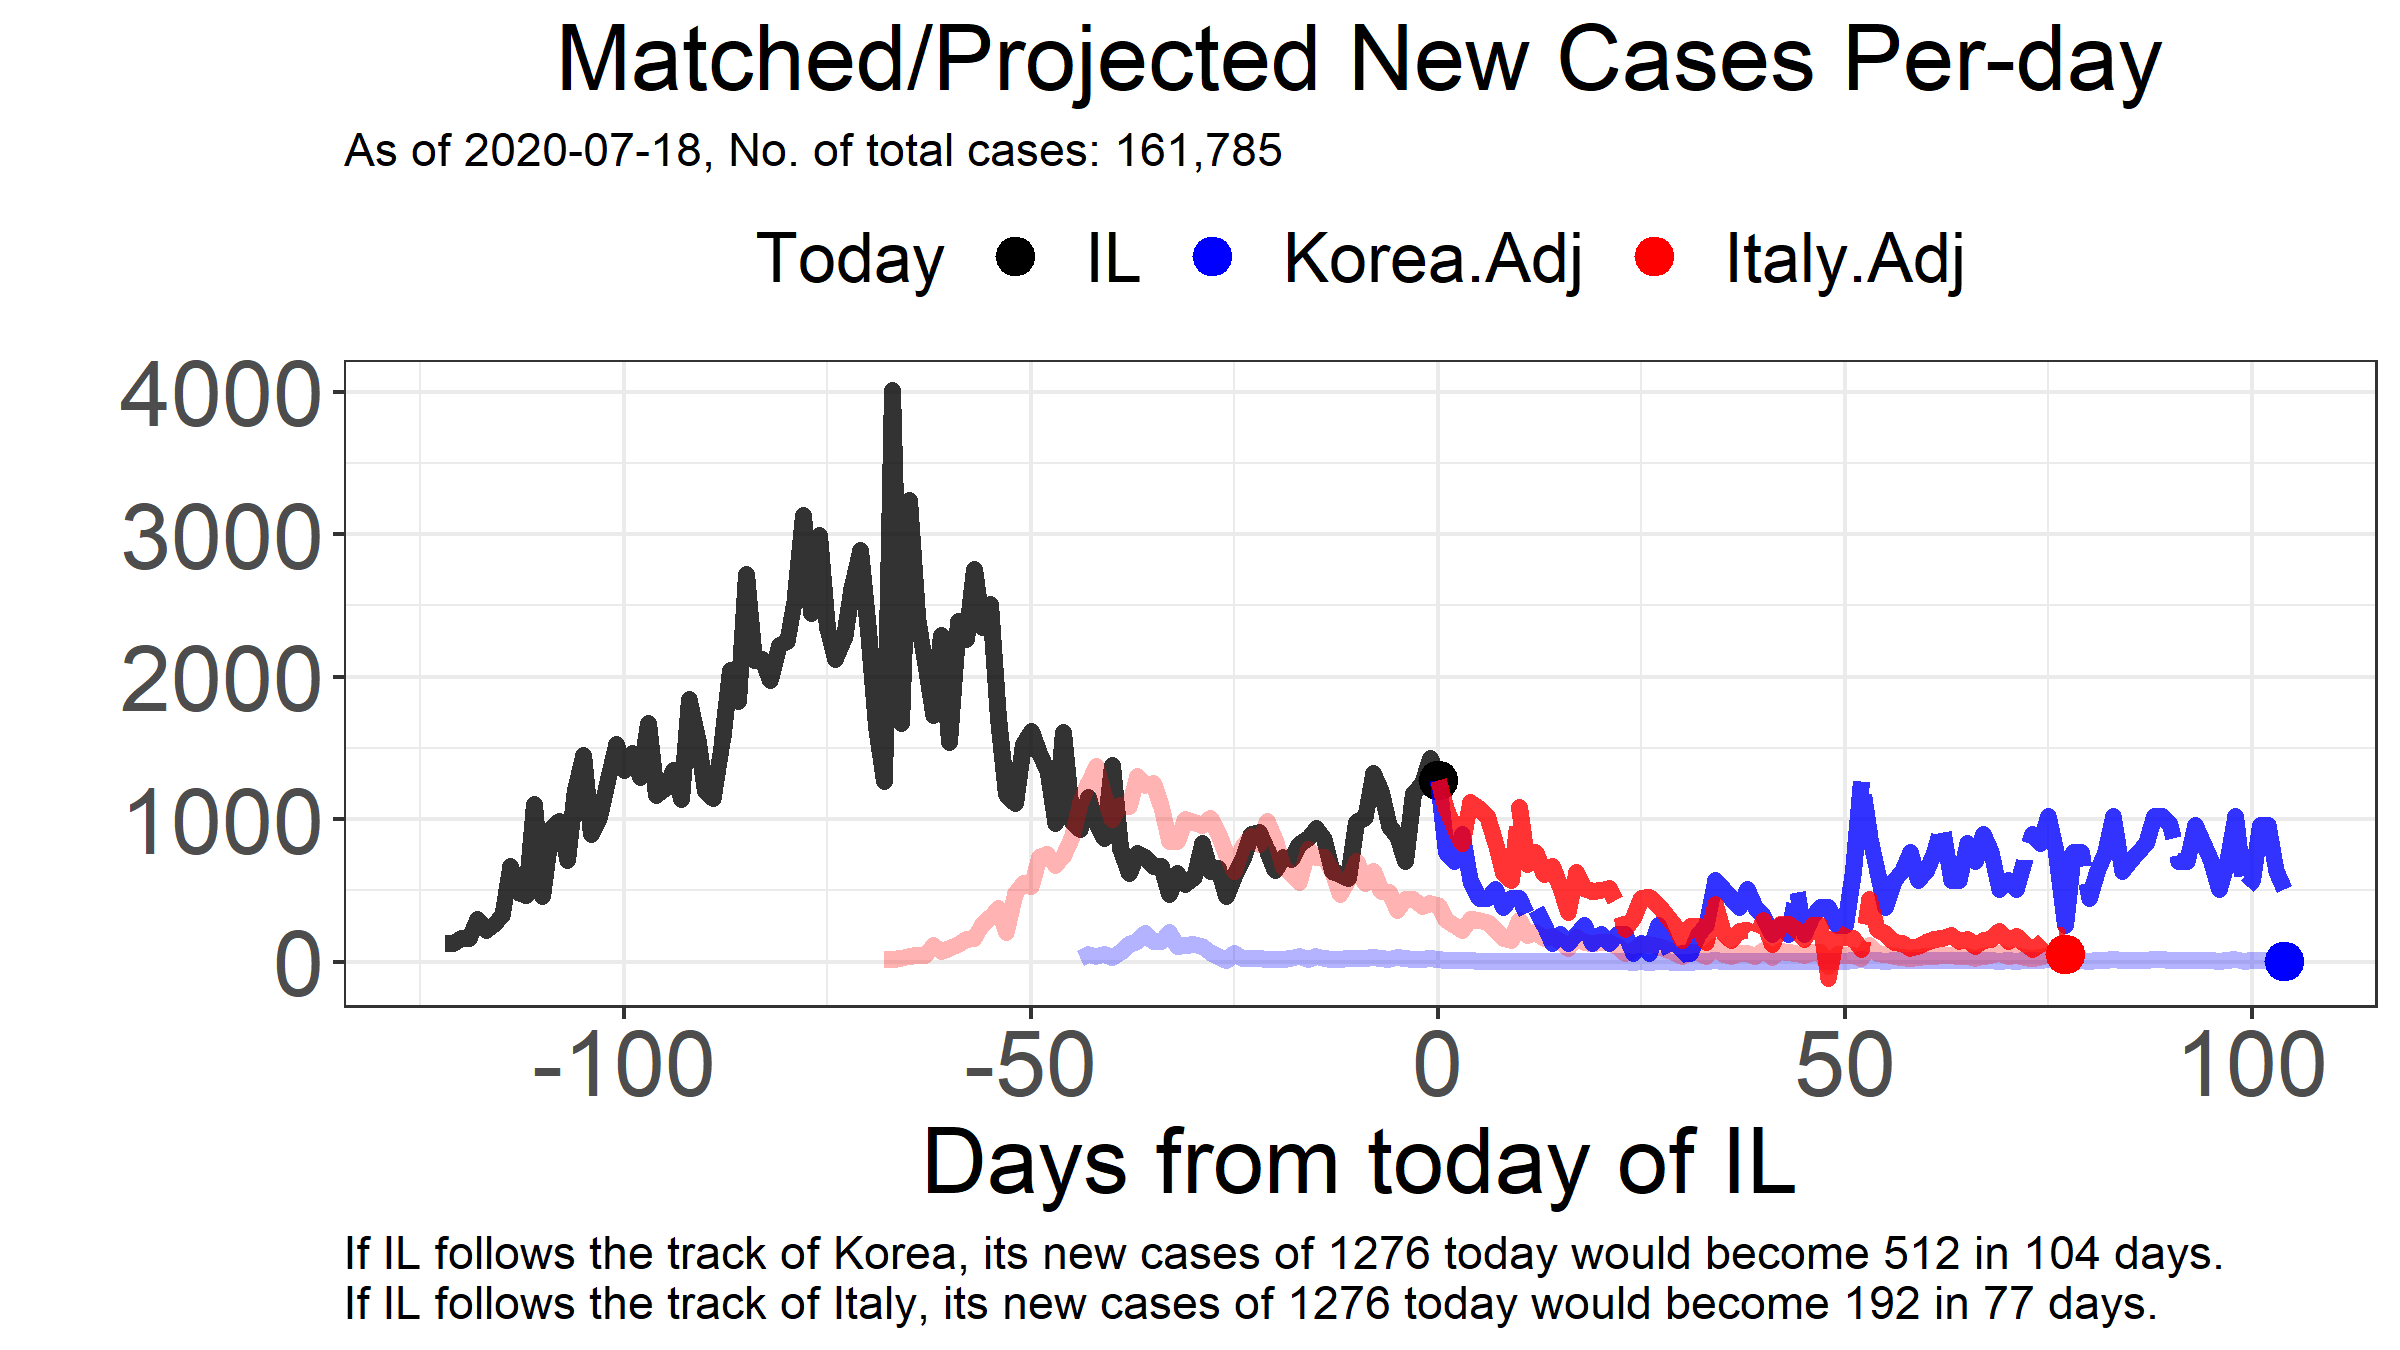 Matched/Projected New Cases Per-day
As of 2020-07-18, No. of total cases: 161,785
Today IL Korea.Adj Italy.Adj
4000
3000
2000
1000
0
-100 -50 0 50 100
Days from today of IL
If IL follows the track of Korea, its new cases of 1276 today would become 512 in 104 days.
If IL follows the track of Italy, its new cases of 1276 today would become 192 in 77 days.